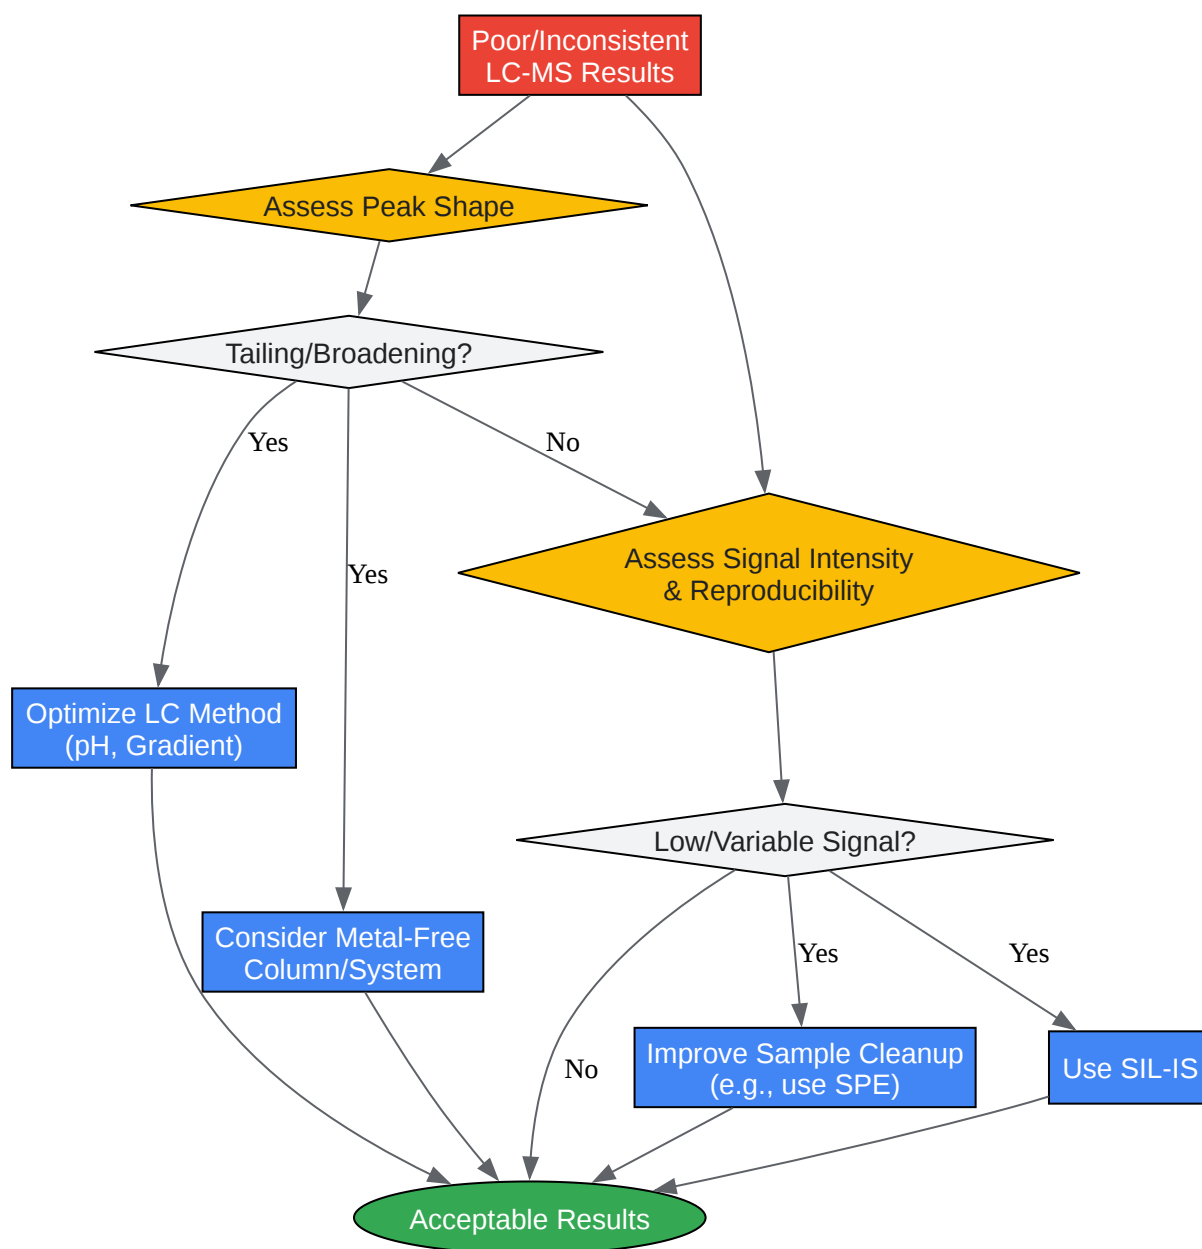 Poor/Inconsistent
LC-MS Results
Assess Peak Shape
Tailing/Broadening?
Yes
No
Yes
Assess Signal Intensity
& Reproducibility
Optimize LC Method
(pH, Gradient)
Low/Variable Signal?
Consider Metal-Free
Column/System
Yes
Yes
No
Improve Sample Cleanup
(e.g., use SPE)
Use SIL-IS
Acceptable Results